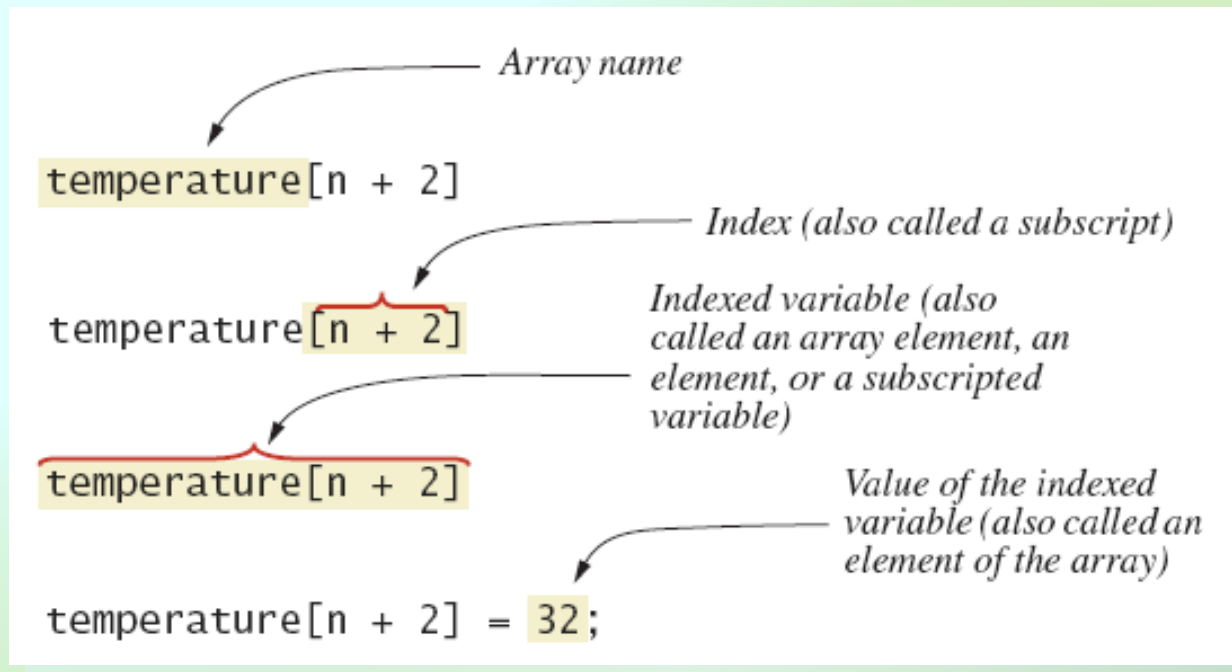 Array name
temperature[n + 2]
Index (also called a subscript)
temperature[n + 2]
Indexed variable (also
called an array element, an
element, or a subscripted
variable)
temperature[n + 2]
Value of the indexed
variable (also called an
element of the array)
temperature[n + 2] = 32;